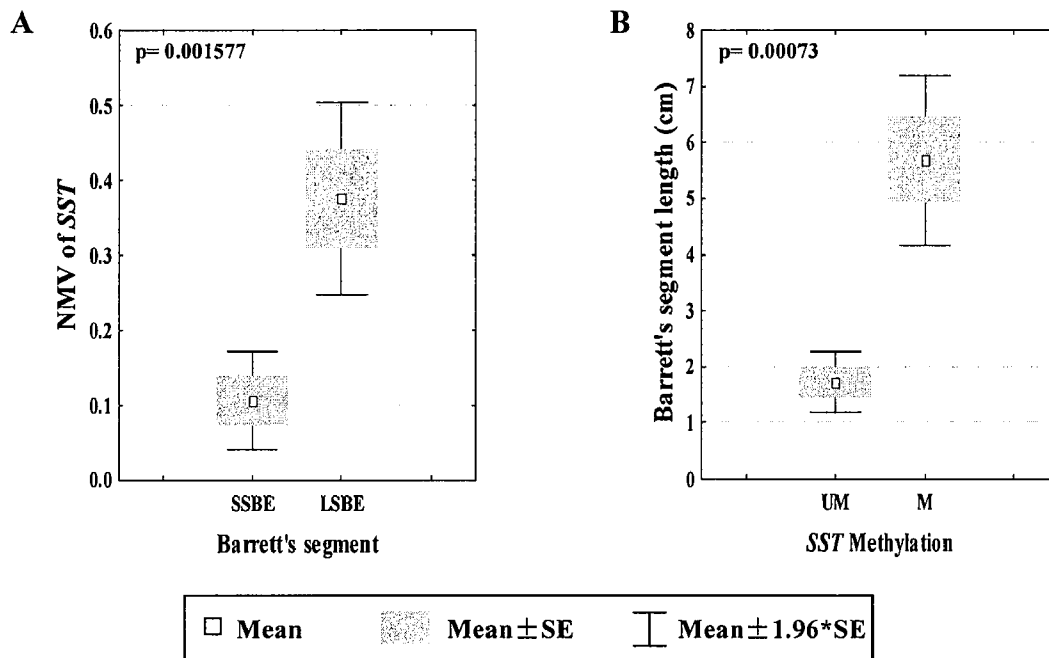 A
p= 0.001577
NMV of SST
0.6
0.5
0.4
0.3
0.2
0.1
0.0
SSBE LSBE
Barrett's segment
B
p= 0.00073
Barrett's segment length (cm)
8
7
6
5
4
3
2
1
0
UM M
SST Methylation
Mean Mean±SE Mean±1.96*SE